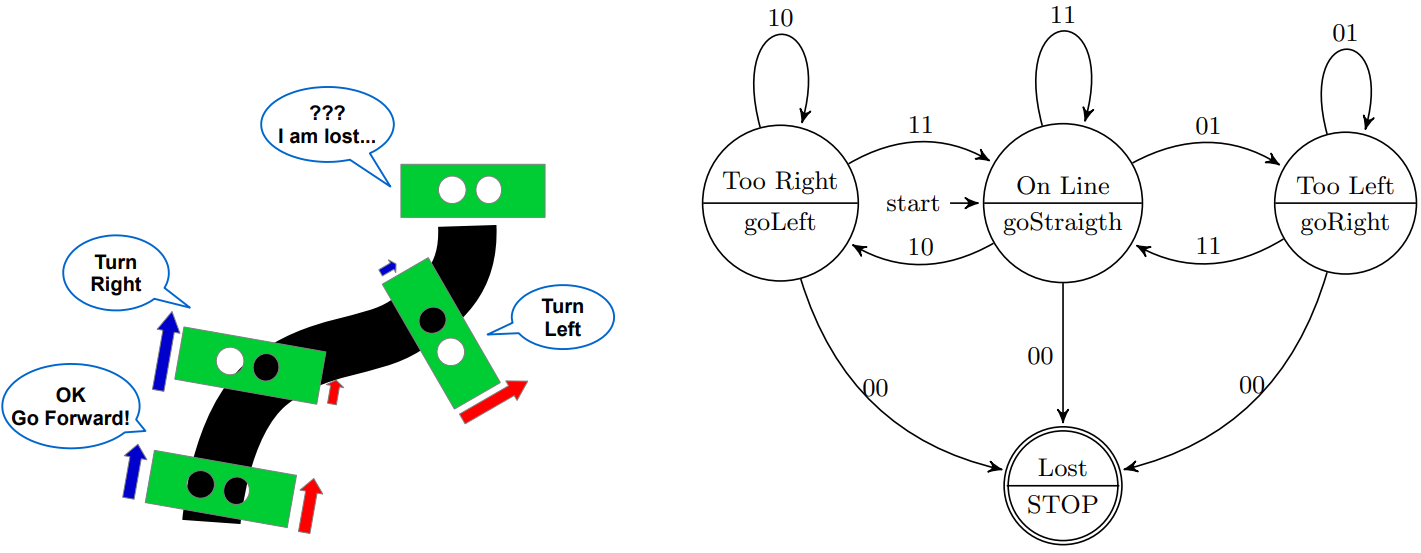 ???
I am lost...
Turn
Right
Turn
Left
OK
Go Forward!
10
11
01
11
01
Too Right
goLeft
start
On Line
goStraigth
Too Left
goRight
10
11
00
00
00
Lost
STOP